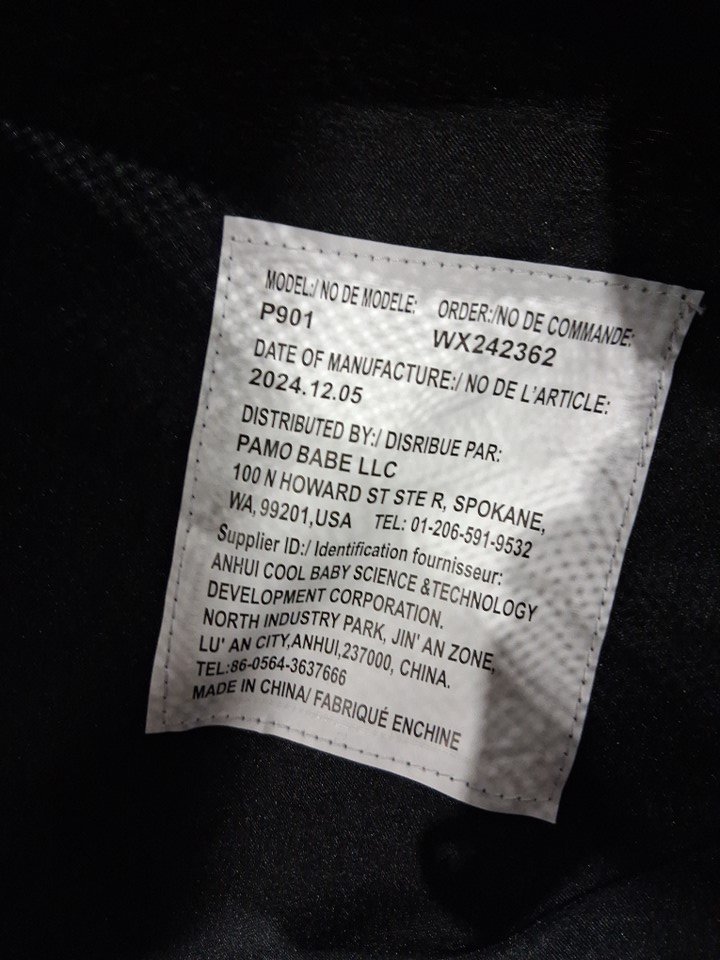 MODEL:/ NO DE MODELE: ORDER:/NO DE COMMANDE:
P901 WX242362
DATE OF MANUFACTURE:/ NO DE L'ARTICLE:
2024.12.05
DISTRIBUTED BY:/ DISRIBUE PAR:
PAMO BABE LLC
100 N HOWARD ST STE R, SPOKANE,
WA, 99201,USA TEL: 01-206-591-9532
Supplier ID:/ Identification fournisseur:
ANHUI COOL BABY SCIENCE &TECHNOLOGY
DEVELOPMENT CORPORATION.
NORTH INDUSTRY PARK, JIN' AN ZONE,
LU' AN CITY,ANHUI,237000, CHINA.
TEL:86-0564-3637666
MADE IN CHINA/ FABRIQUÉ ENCHINE